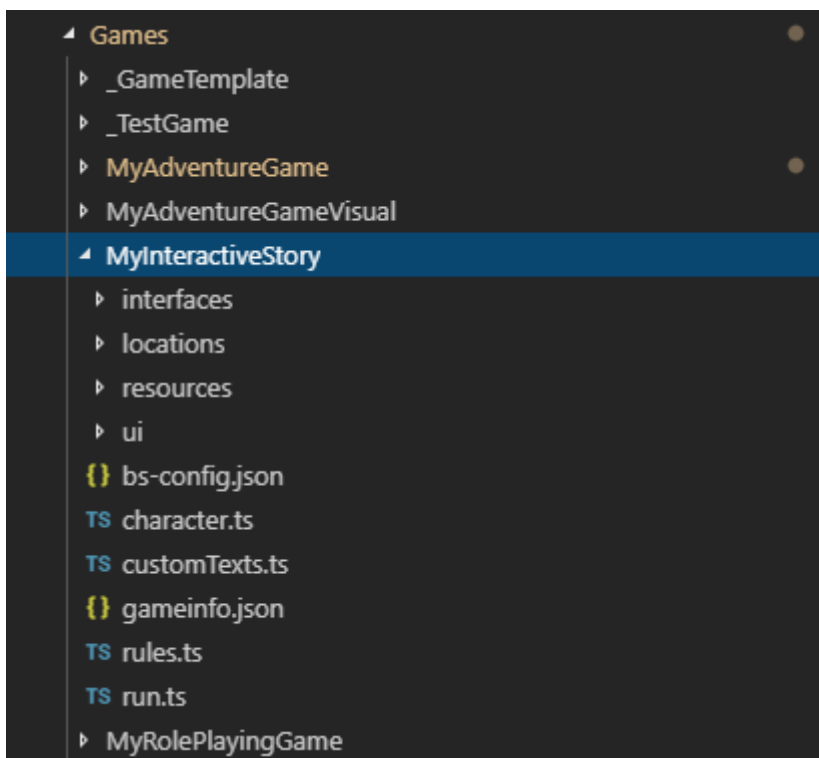 Games
_GameTemplate
_TestGame
MyAdventureGame
MyAdventureGameVisual
MyInteractiveStory
interfaces
locations
resources
ui
{} bs-config.json
TS character.ts
TS customTexts.ts
{} gameinfo.json
TS rules.ts
TS run.ts
MyRolePlayingGame